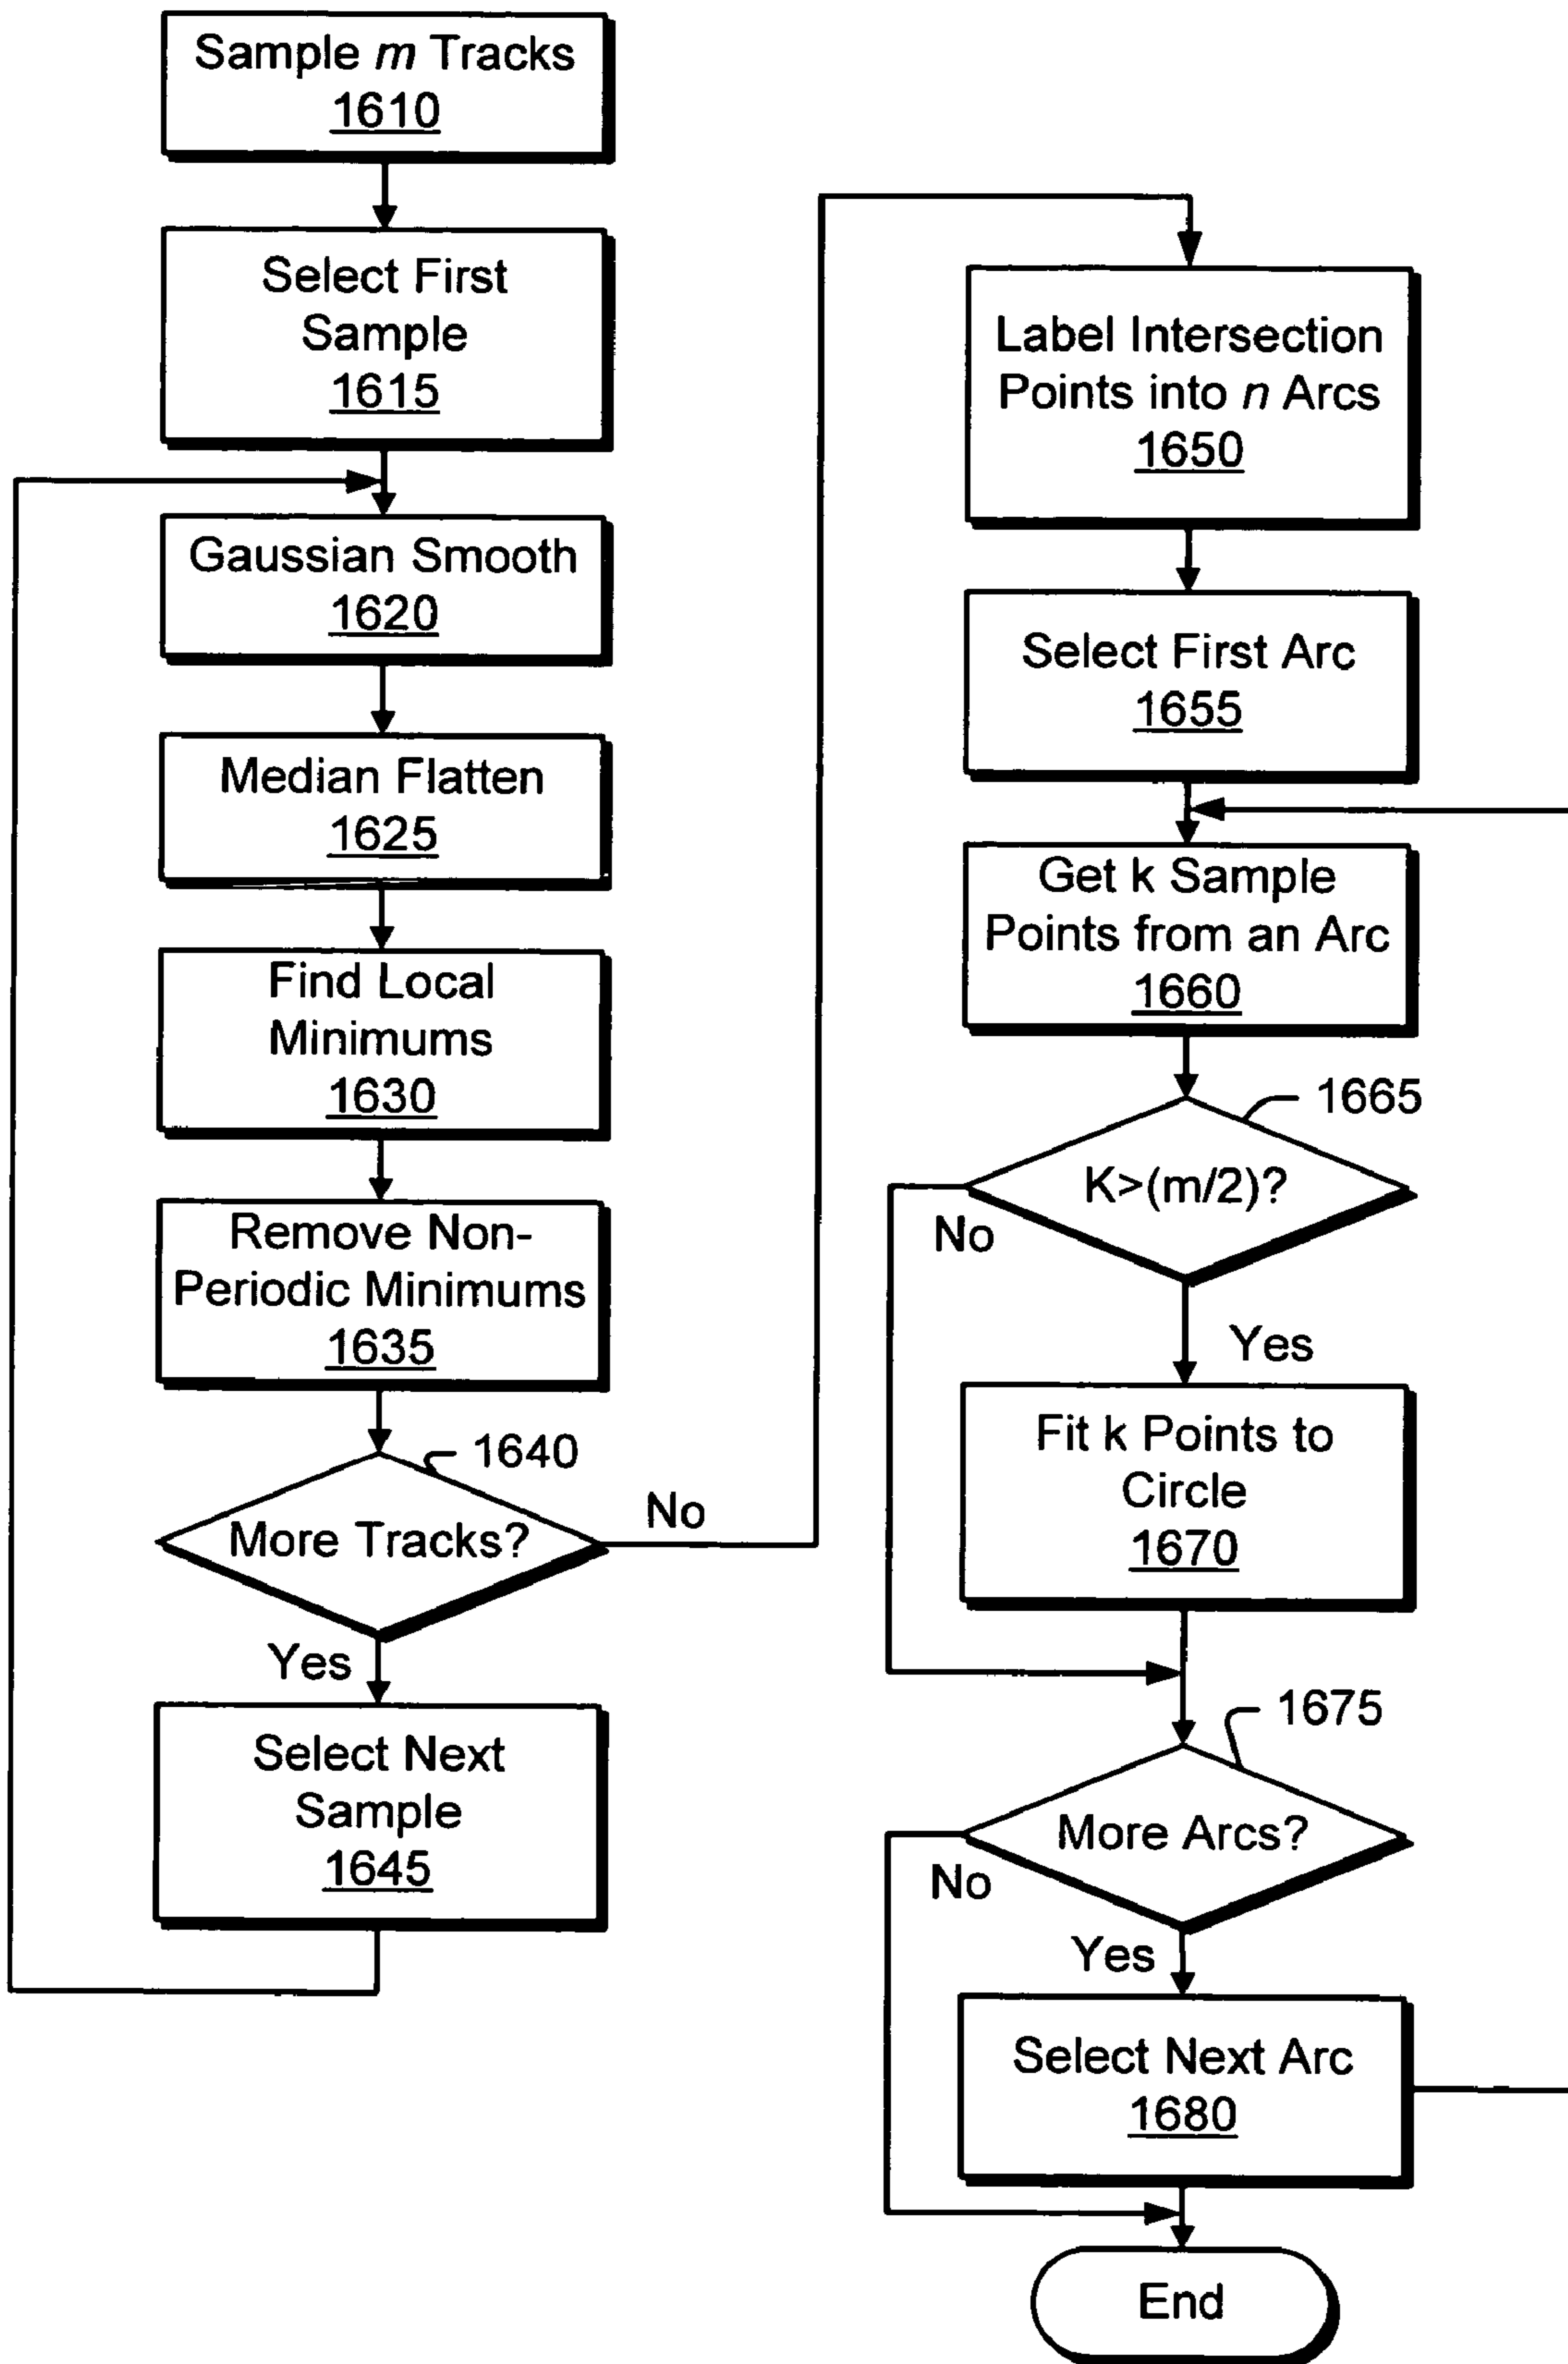 Sample m Tracks
1610
Select First
Sample
1615
Gaussian Smooth
1620
Median Flatten
1625
Find Local
Minimums
1630
Remove Non-
Periodic Minimums
1635
1640
More Tracks?
No
Yes
Select Next
Sample
1645
Label Intersection
Points into n Arcs
1650
Select First Arc
1655
Get k Sample
Points from an Arc
1660
1665
K>(m/2)?
No
Yes
Fit k Points to
Circle
1670
1675
More Arcs?
No
Yes
Select Next Arc
1680
End